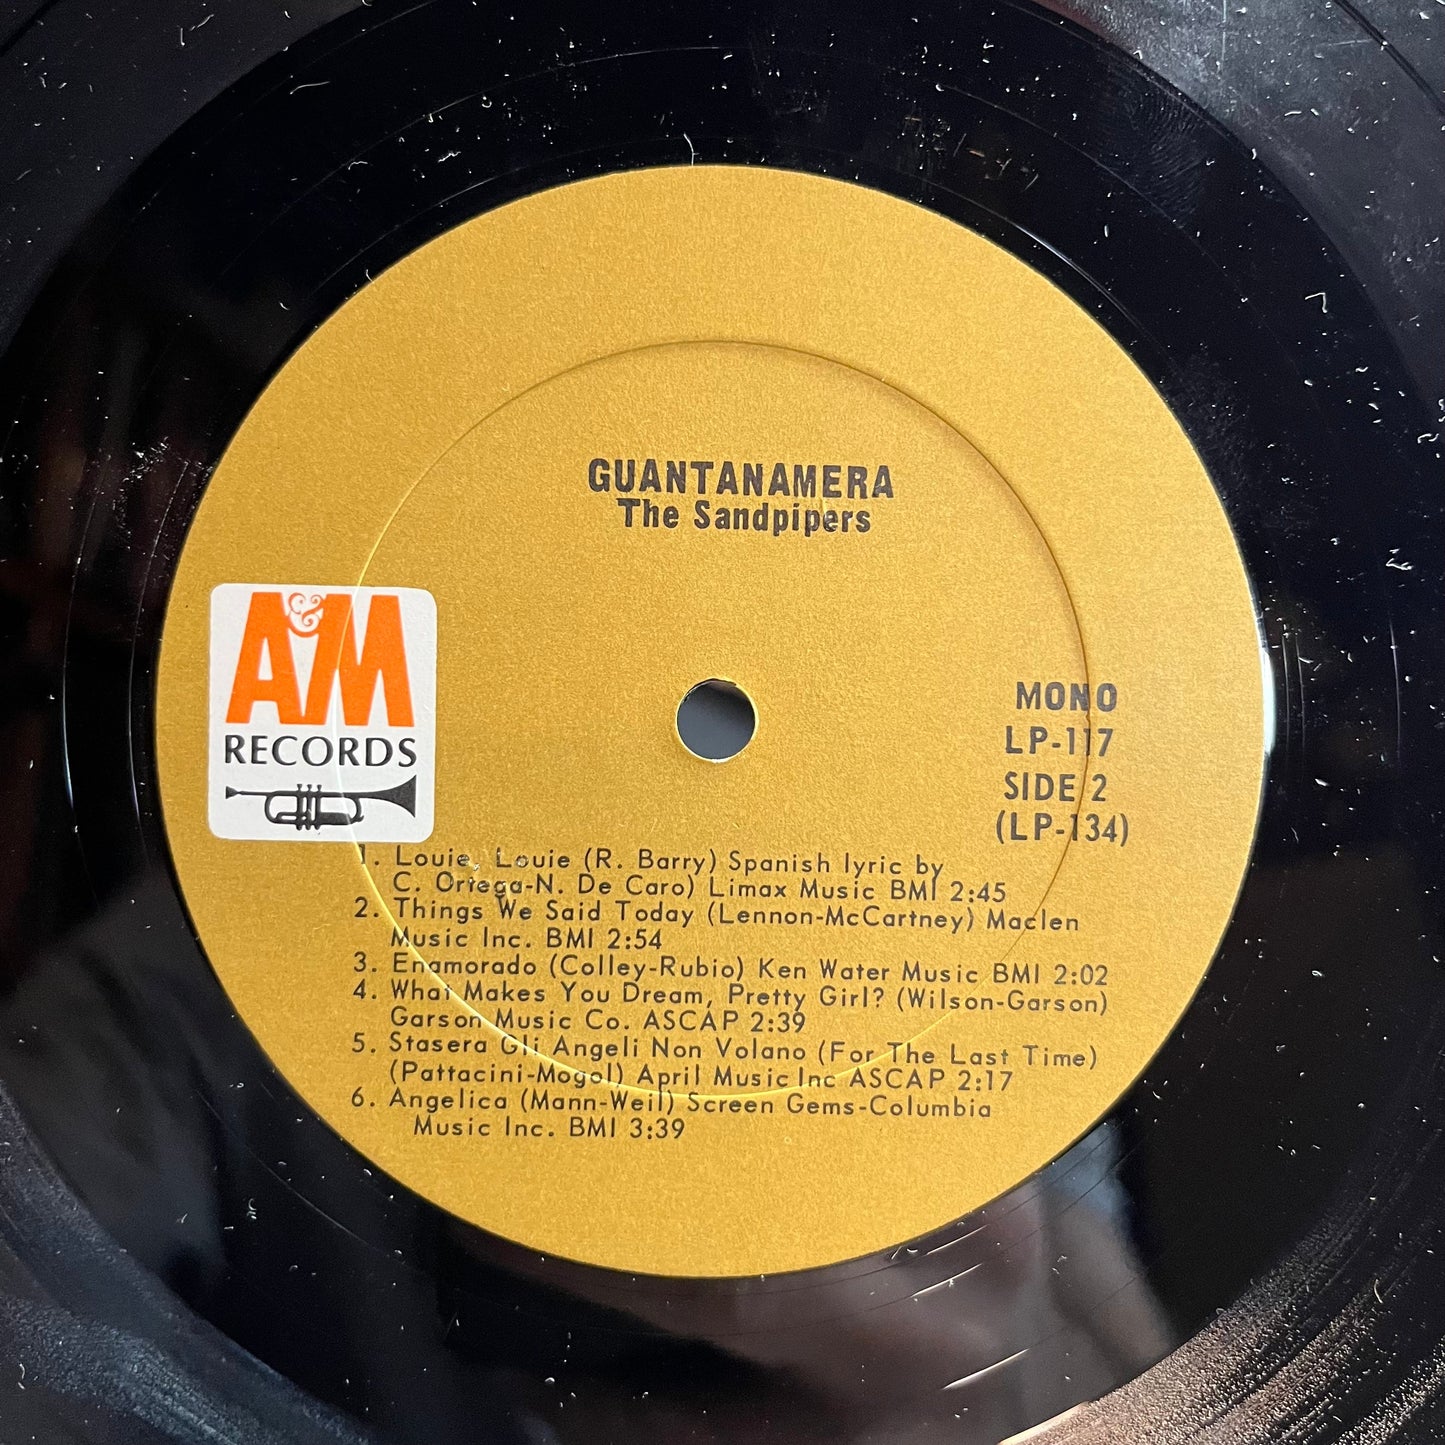 GUANTANAMERA
The Sandpipers
A&M
RECORDS
MONO
LP-117
SIDE 2
(LP-134)
1. Louie, Louie (R. Barry) Spanish lyric by
C. Ortega-N. De Caro) Limax Music BMI 2:45
2. Things We Said Today (Lennon-McCartney) Maclen
Music Inc. BMI 2:54
3. Enamorado (Colley-Rubio) Ken Water Music BMI 2:02
4. What Makes You Dream, Pretty Girl? (Wilson-Garson)
Garson Music Co. ASCAP 2:39
5. Stasera Gli Angeli Non Volano (For The Last Time)
(Pattacini-Mogol) April Music Inc ASCAP 2:17
6. Angelica (Mann-Weil) Screen Gems-Columbia
Music Inc. BMI 3:39